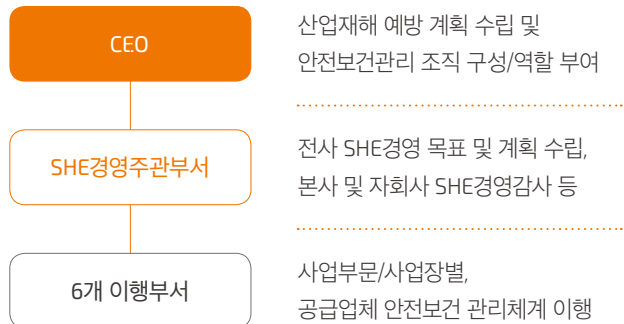 CEO
산업재해 예방 계획 수립 및
안전보건관리 조직 구성/역할 부여
SHE경영주관부서
전사 SHE경영 목표 및 계획 수립,
본사 및 자회사 SHE경영감사 등
6개 이행부서
사업부문/사업장별,
공급업체 안전보건 관리체계 이행